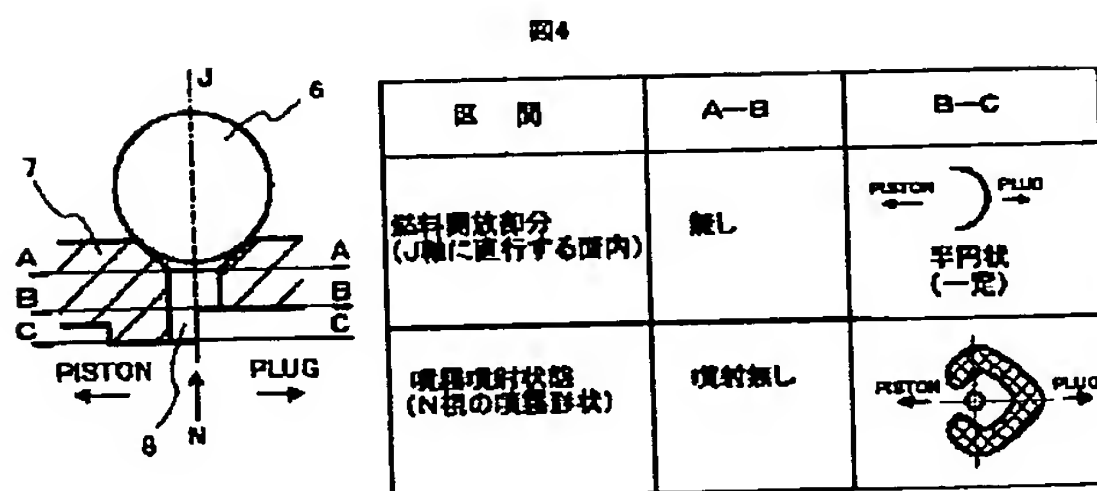 図4
J
6
7
A
A
B
B
C
C
PISTON
PLUG
8
N
区 間
A-B
B-C
燃料開放部分
(J軸に直行する面内)
無し
PISTON
PLUG
半円状
(一定)
噴霧噴射状態
(N視の噴霧形状)
噴射無し
PISTON
PLUG